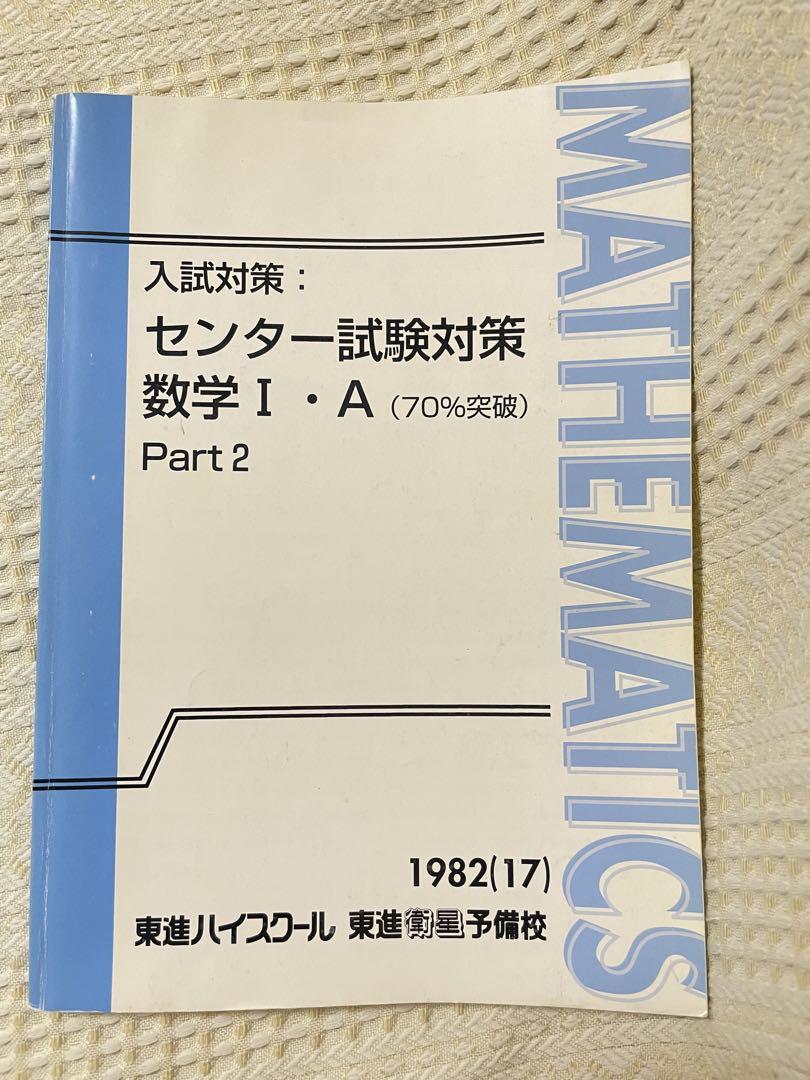 入試対策：
センター試験対策
数学Ⅰ・A（70％突破）
Part 2
MATHEMATICS
1982(17)
東進ハイスクール 東進衛星予備校